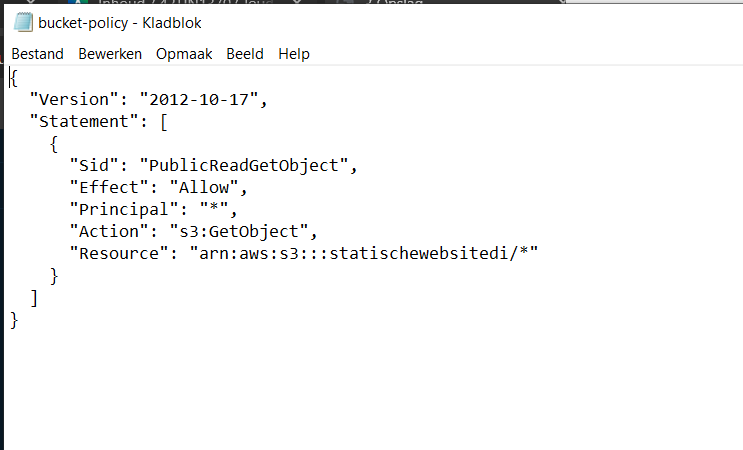 bucket-policy - Kladblok
Bestand Bewerken Opmaak Beeld Help
{
  "Version": "2012-10-17",
  "Statement": [
    {
      "Sid": "PublicReadGetObject",
      "Effect": "Allow",
      "Principal": "*",
      "Action": "s3:GetObject",
      "Resource": "arn:aws:s3:::statischewebsitedi/*"
    }
  ]
}